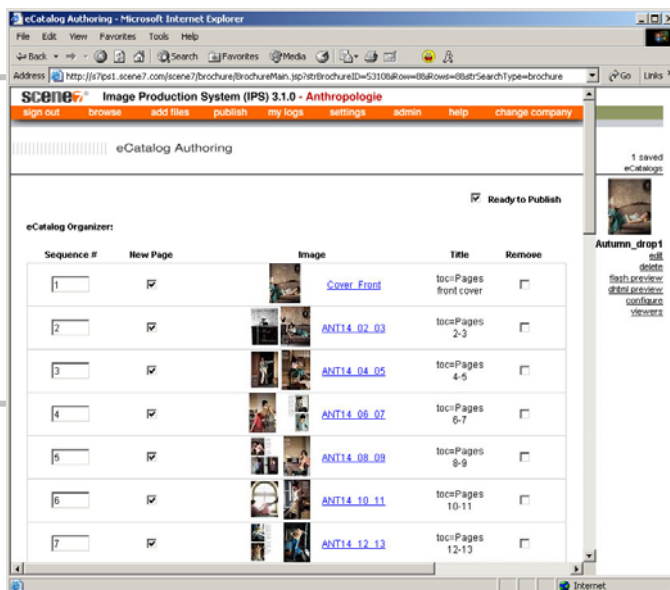 eCatalog Authoring - Microsoft Internet Explorer
File Edit View Favorites Tools Help
Back Search Favorites Media
Address http://s7ips1.scene7.com/scene7/brochure/BrochureMain.jsp?strBrochureID=5310&iRow=8&iRows=8&strSearchType=brochure Go Links
scene7 Image Production System (IPS) 3.1.0 - Anthropologie
sign out browse add files publish my logs settings admin help change company
eCatalog Authoring
1 saved
eCatalogs
Ready to Publish
eCatalog Organizer:
Autumn_drop1
edit
delete
flash preview
dhtml preview
configure
viewers
Sequence # New Page Image Title Remove
1 Cover_Front toc=Pages
front cover
2 ANT14_02_03 toc=Pages
2-3
3 ANT14_04_05 toc=Pages
4-5
4 ANT14_06_07 toc=Pages
6-7
5 ANT14_08_09 toc=Pages
8-9
6 ANT14_10_11 toc=Pages
10-11
7 ANT14_12_13 toc=Pages
12-13
Internet